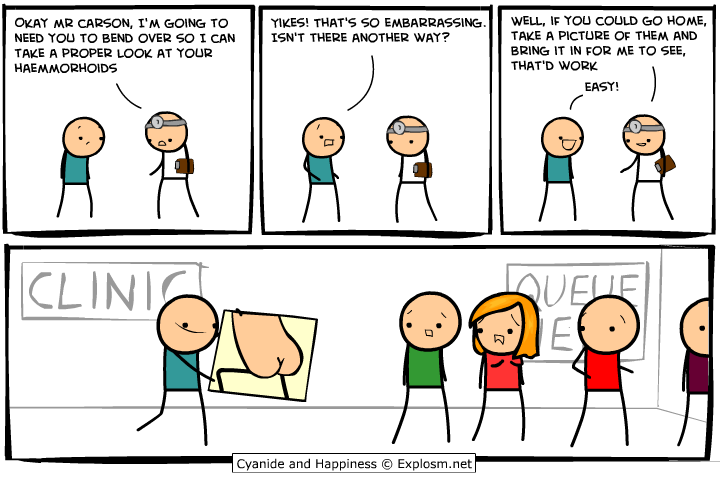 OKAY MR CARSON, I'M GOING TO
NEED YOU TO BEND OVER SO I CAN
TAKE A PROPER LOOK AT YOUR
HAEMMORHOIDS
YIKES! THAT'S SO EMBARRASSING.
ISN'T THERE ANOTHER WAY?
WELL, IF YOU COULD GO HOME,
TAKE A PICTURE OF THEM AND
BRING IT IN FOR ME TO SEE,
THAT'D WORK
EASY!
CLINIC
QUEUE
Cyanide and Happiness © Explosm.net